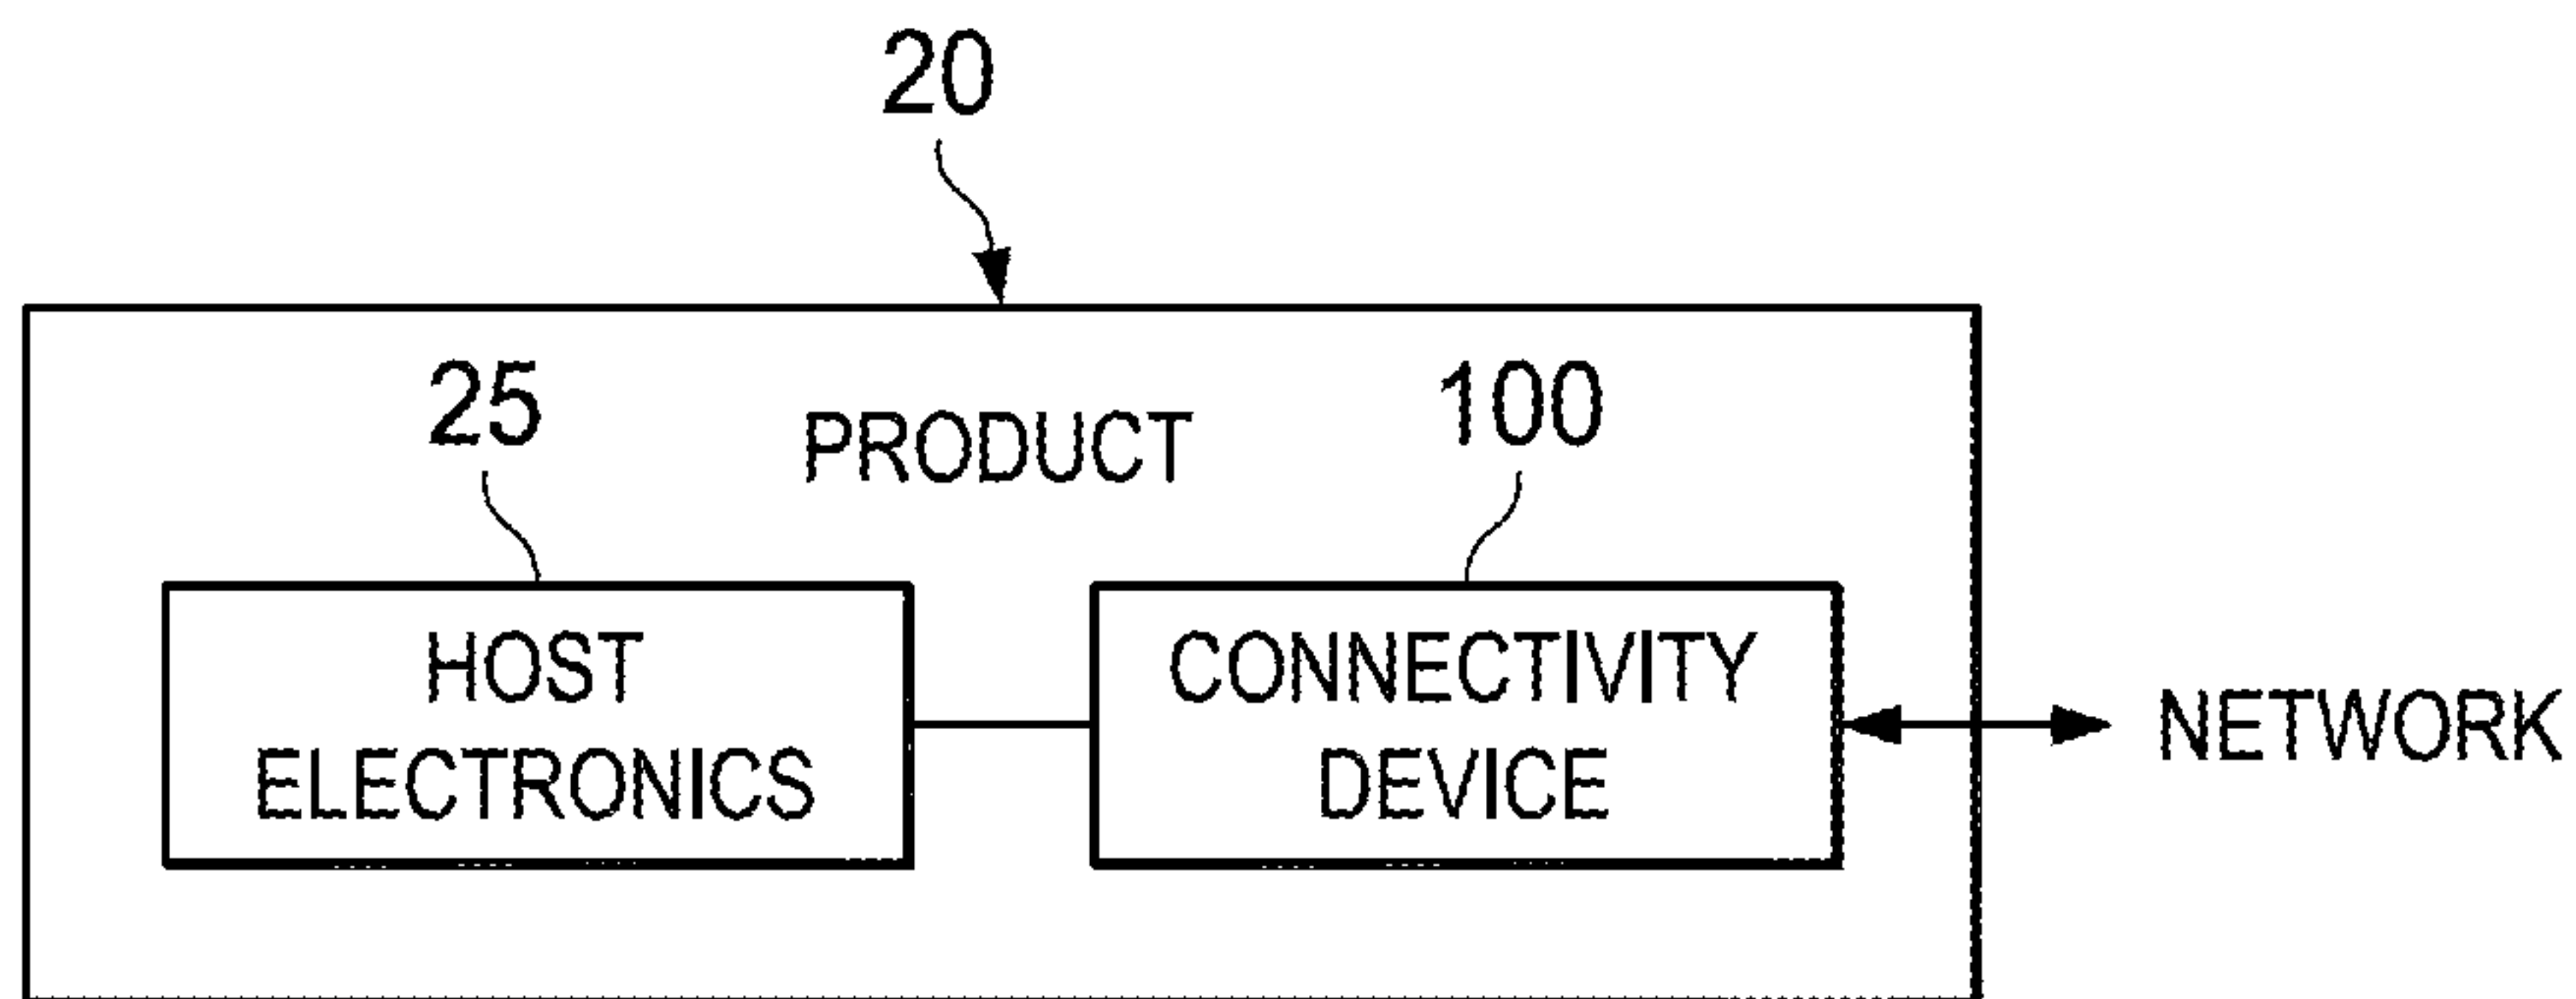 20
25
PRODUCT
100
HOST
ELECTRONICS
CONNECTIVITY
DEVICE
NETWORK